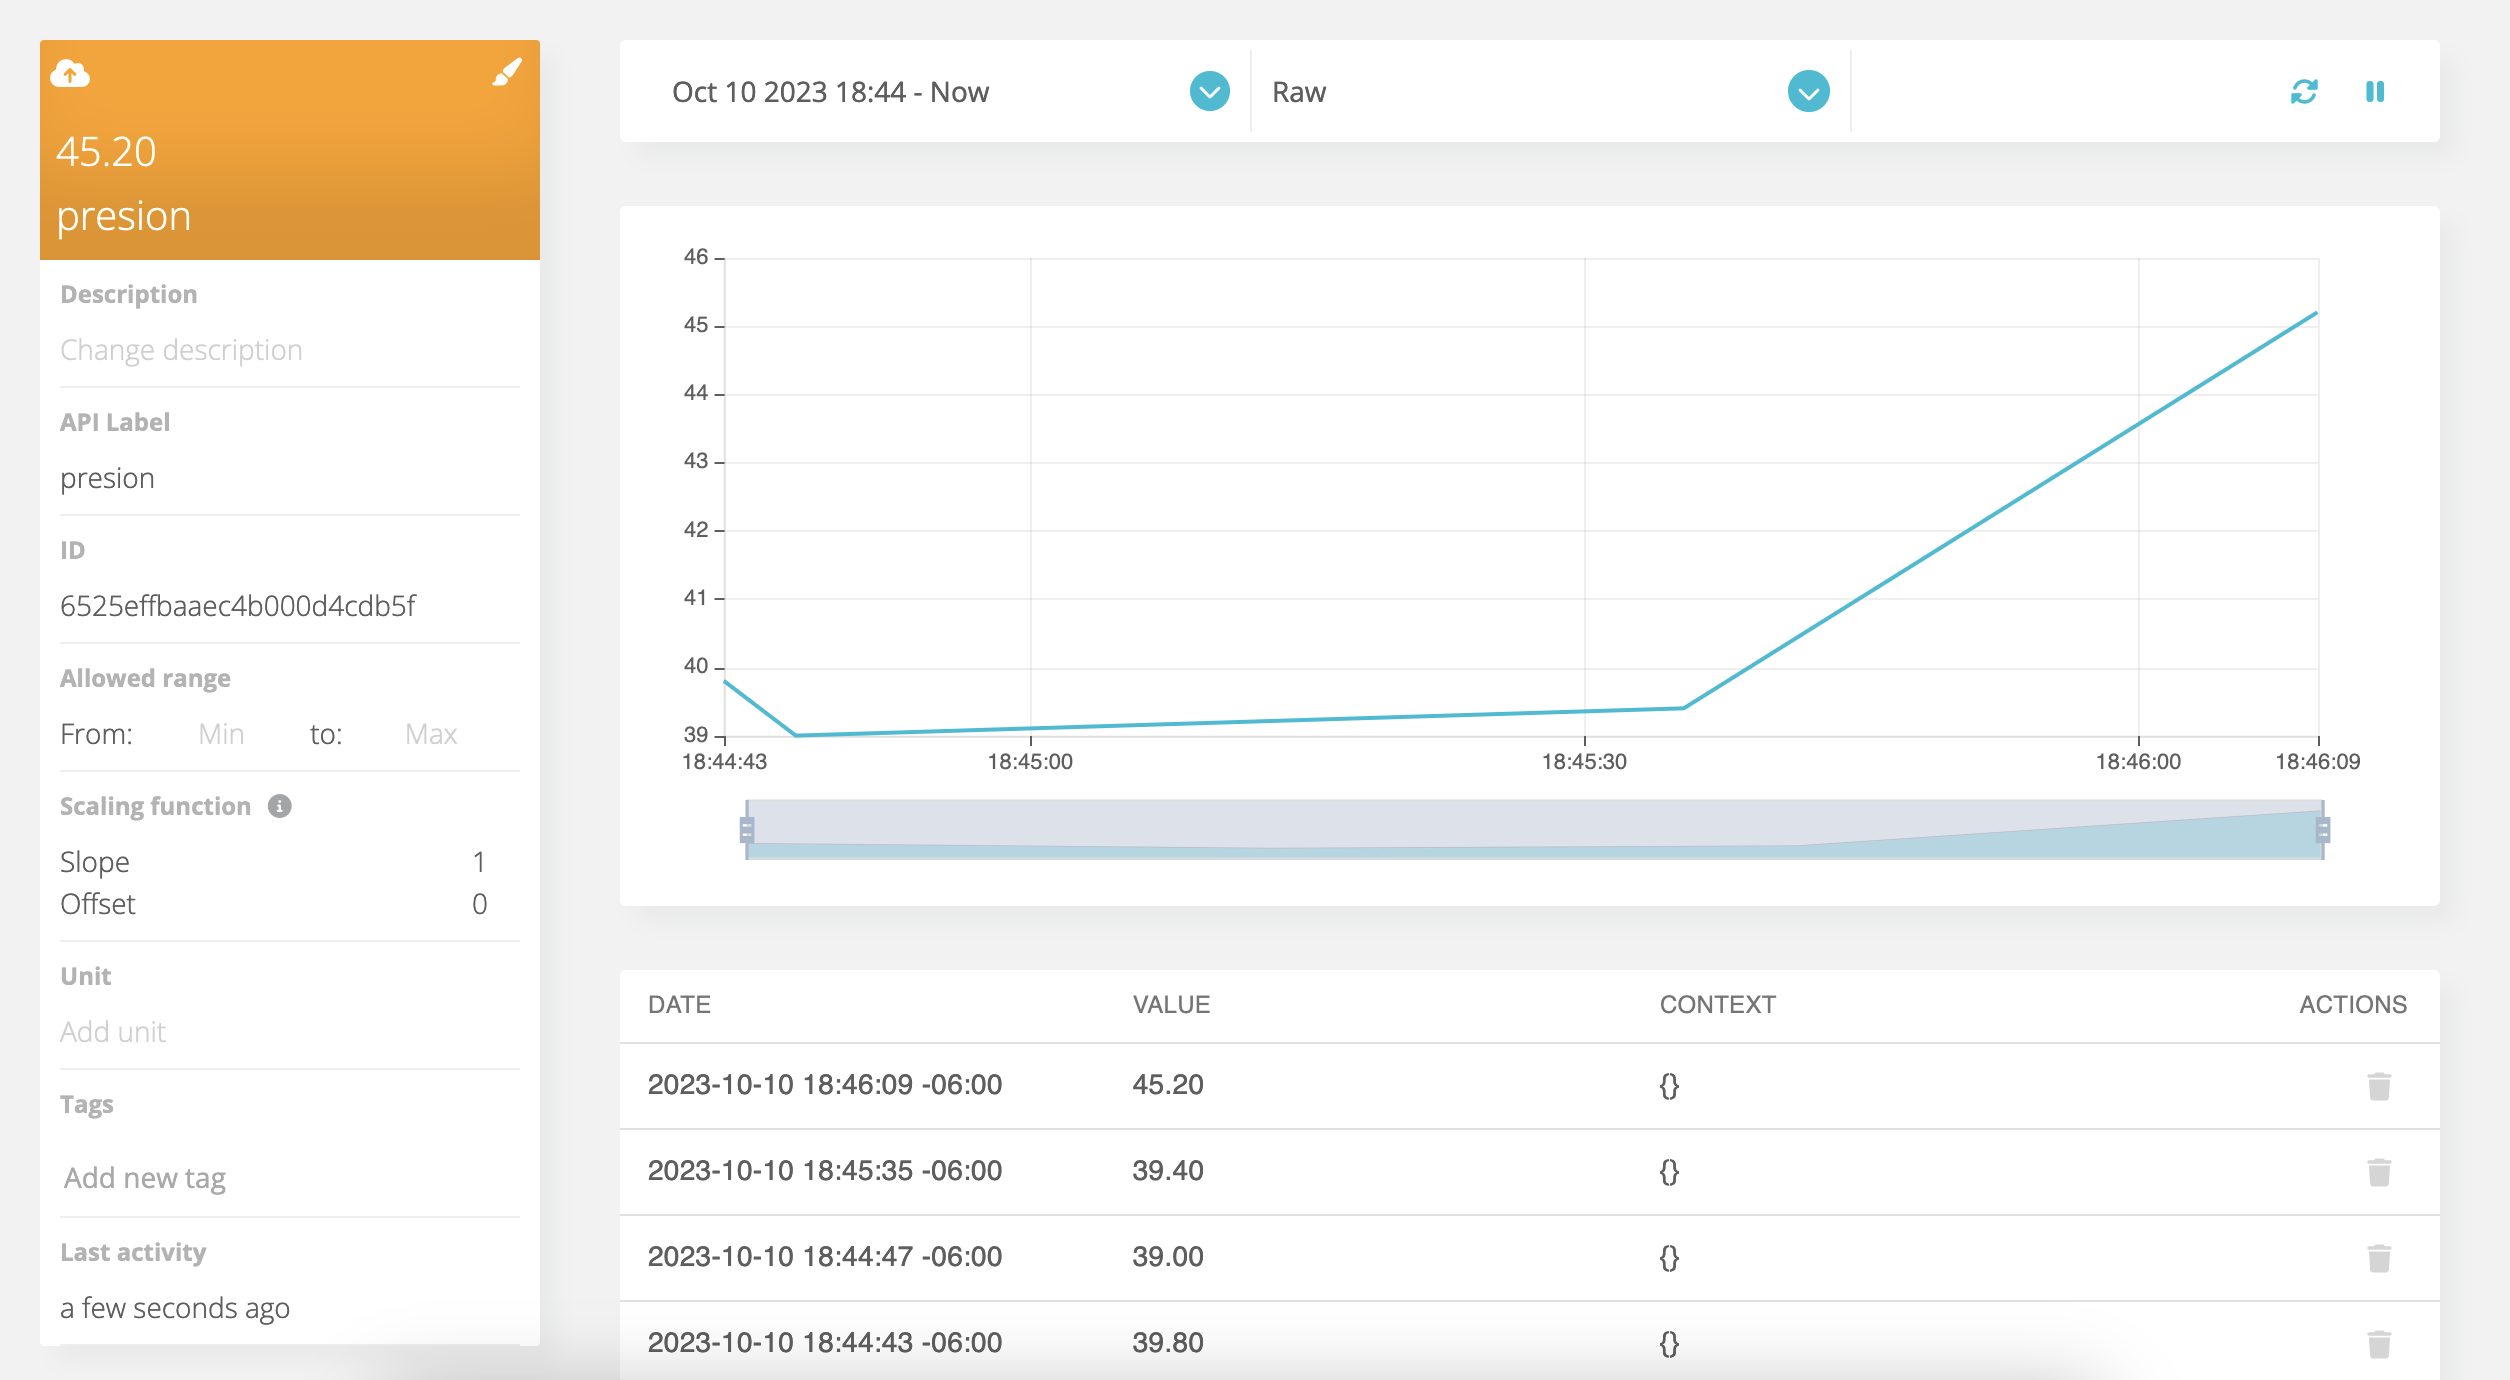 45.20
presion
Description
Change description
API Label
presion
ID
6525effbaaec4b000d4cdb5f
Allowed range
From: Min to: Max
Scaling function
Slope 1
Offset 0
Unit
Add unit
Tags
Add new tag
Last activity
a few seconds ago
Oct 10 2023 18:44 - Now
Raw
46
45
44
43
42
41
40
39
18:44:43 18:45:00 18:45:30 18:46:00 18:46:09
DATE VALUE CONTEXT ACTIONS
2023-10-10 18:46:09 -06:00 45.20 {}
2023-10-10 18:45:35 -06:00 39.40 {}
2023-10-10 18:44:47 -06:00 39.00 {}
2023-10-10 18:44:43 -06:00 39.80 {}